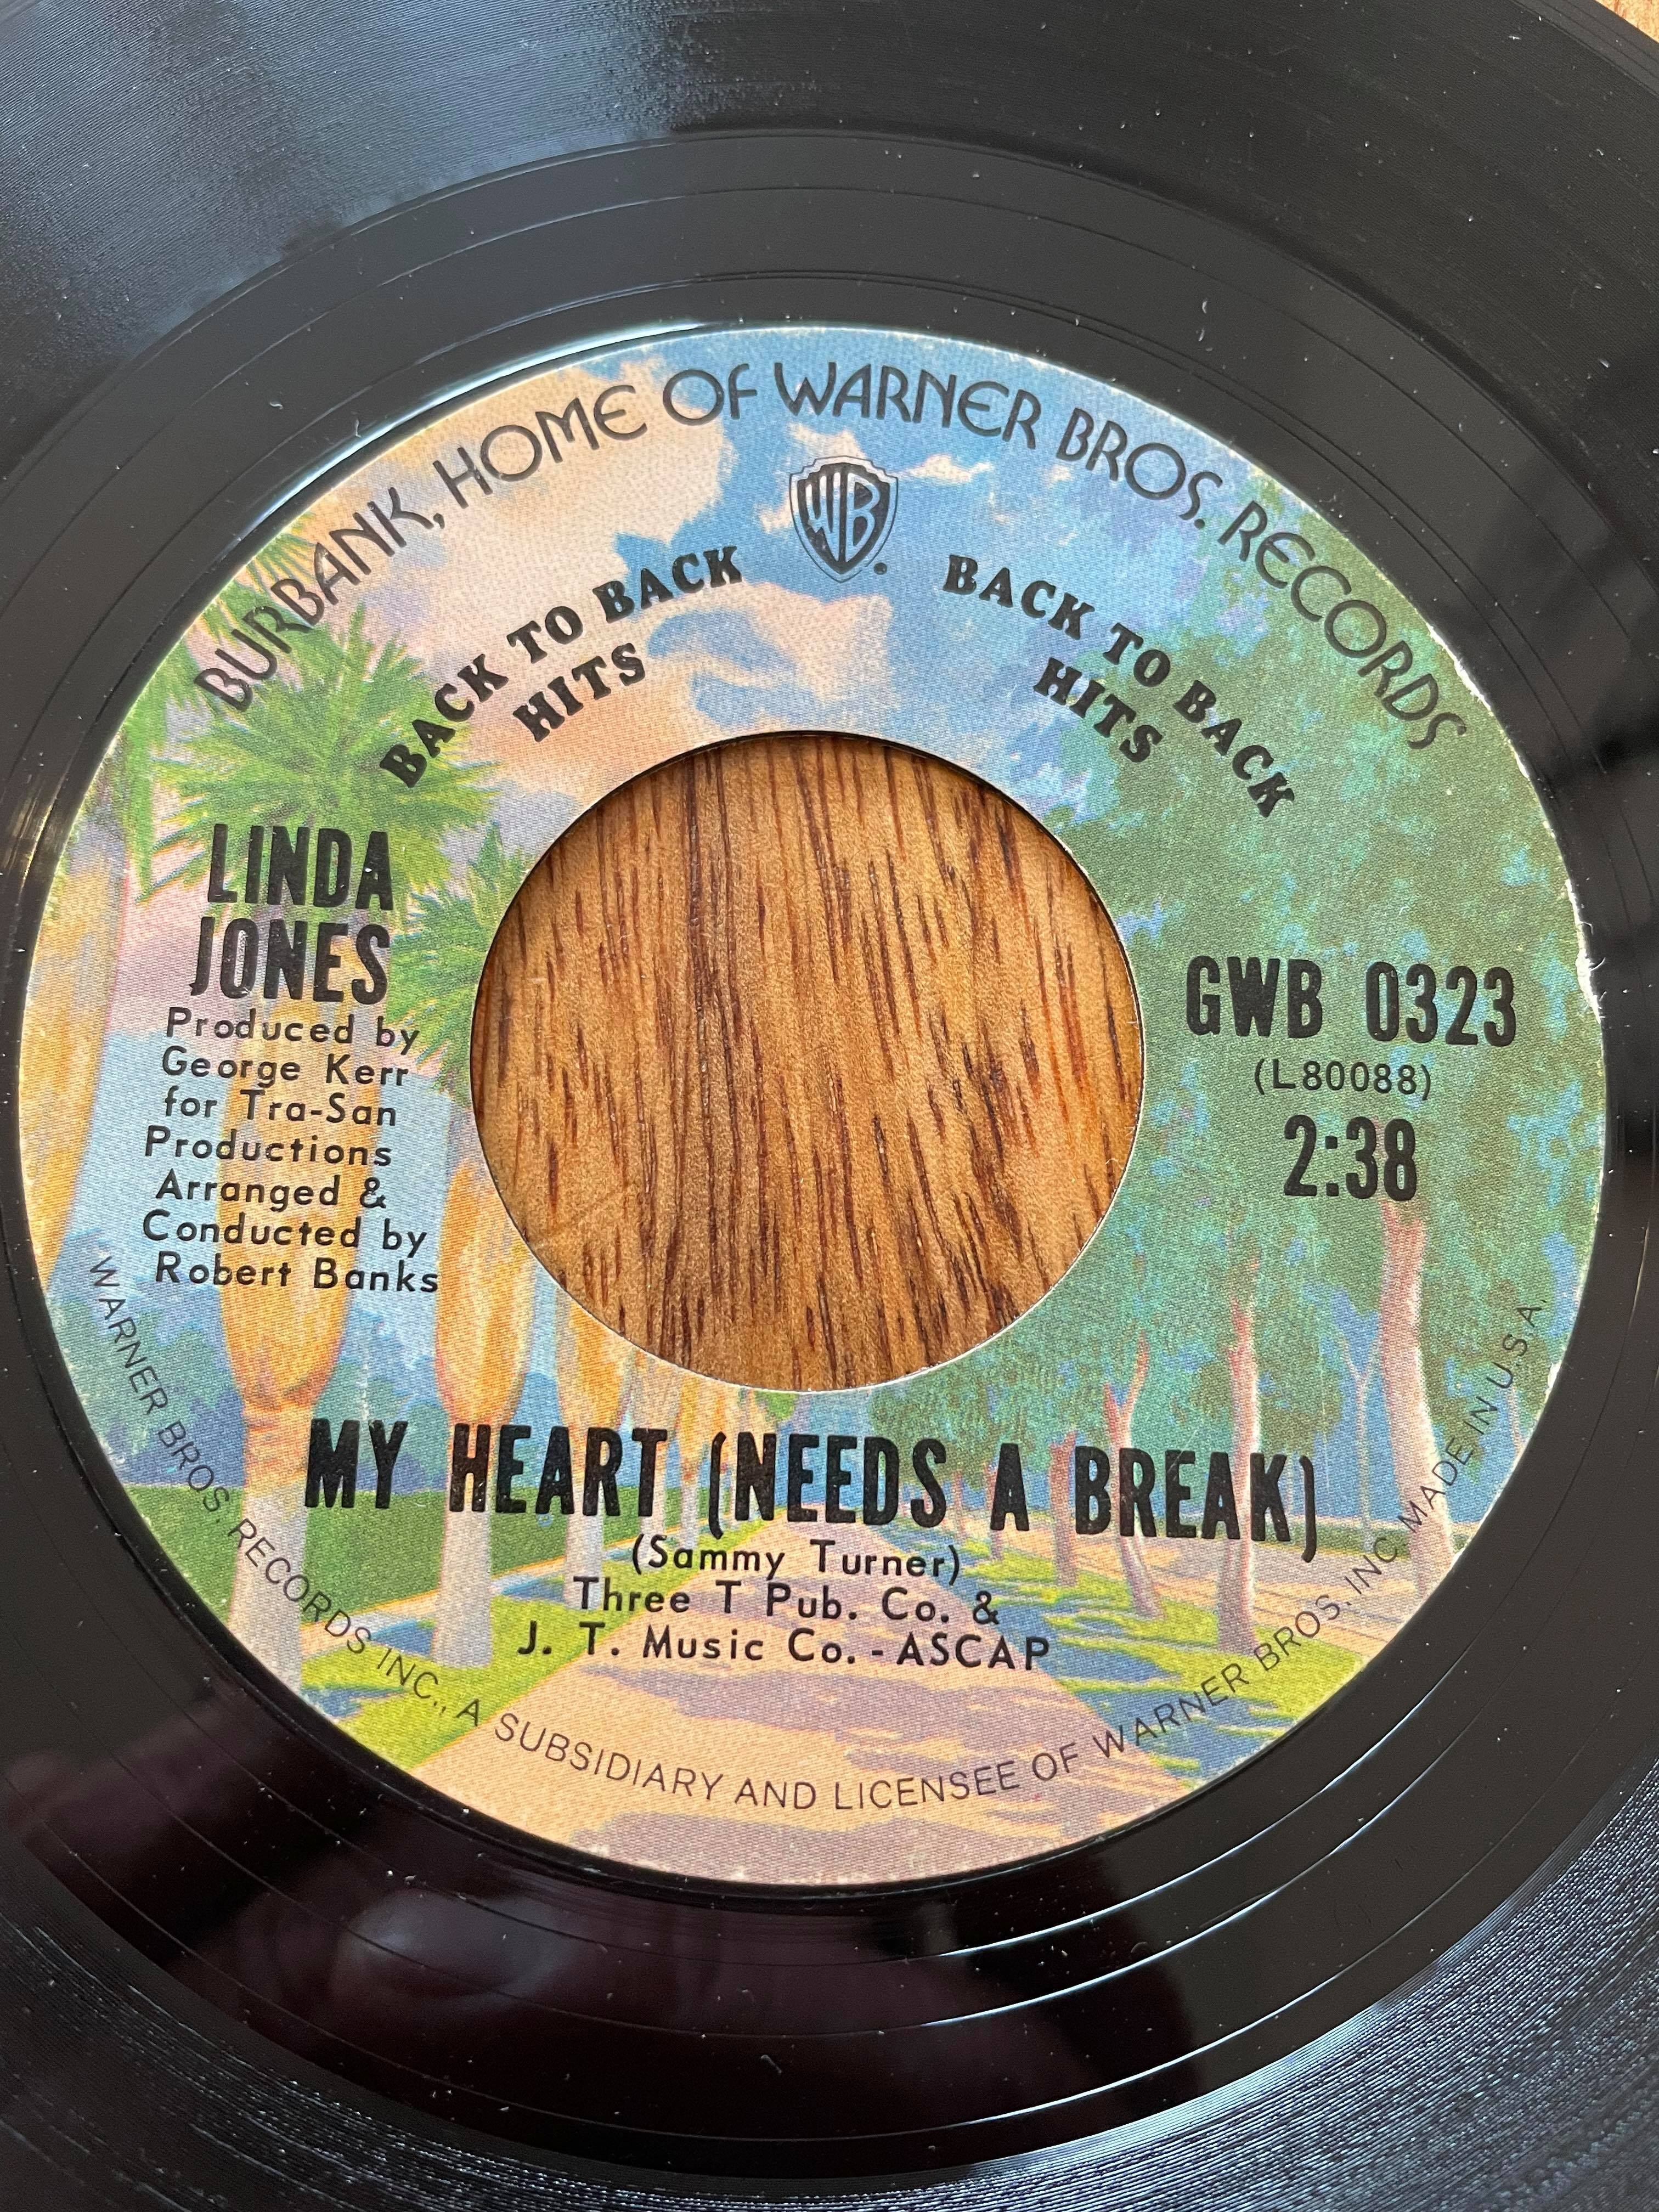 BURBANK, HOME OF WARNER BROS. RECORDS
WB
BACK TO BACK
HITS
BACK TO BACK
HITS
LINDA
JONES
Produced by
George Kerr
for Tra-San
Productions
Arranged &
Conducted by
Robert Banks
GWB 0323
(L80088)
2:38
MY HEART (NEEDS A BREAK)
(Sammy Turner)
Three T Pub. Co. &
J. T. Music Co. - ASCAP
WARNER BROS. RECORDS INC., A SUBSIDIARY AND LICENSEE OF WARNER BROS. INC. MADE IN U.S.A.